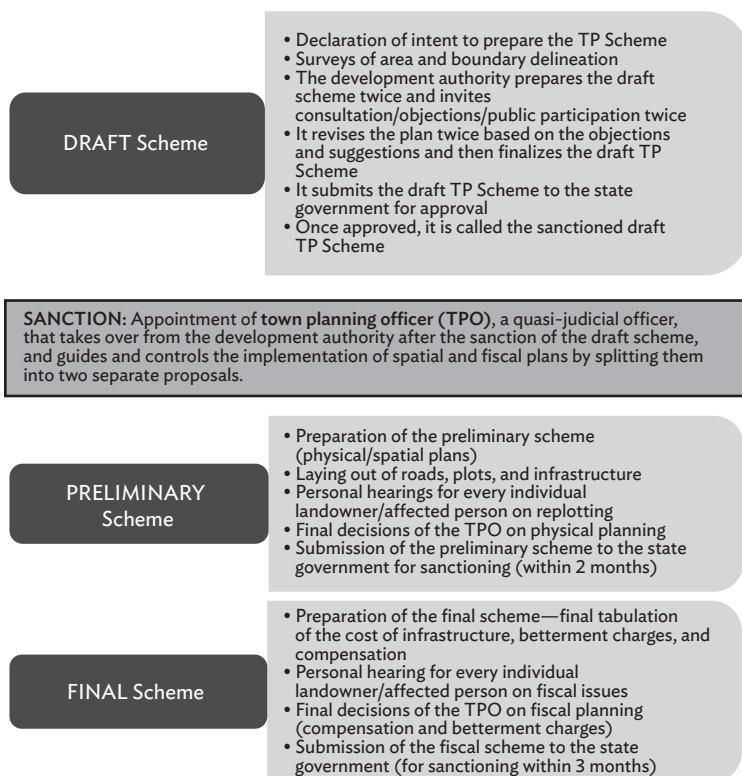 DRAFT Scheme
• Declaration of intent to prepare the TP Scheme
• Surveys of area and boundary delineation
• The development authority prepares the draft
scheme twice and invites
consultation/objections/public participation twice
• It revises the plan twice based on the objections
and suggestions and then finalizes the draft TP
Scheme
• It submits the draft TP Scheme to the state
government for approval
• Once approved, it is called the sanctioned draft
TP Scheme
SANCTION: Appointment of town planning officer (TPO), a quasi-judicial officer,
that takes over from the development authority after the sanction of the draft scheme,
and guides and controls the implementation of spatial and fiscal plans by splitting them
into two separate proposals.
PRELIMINARY
Scheme
• Preparation of the preliminary scheme
(physical/spatial plans)
• Laying out of roads, plots, and infrastructure
• Personal hearings for every individual
landowner/affected person on replotting
• Final decisions of the TPO on physical planning
• Submission of the preliminary scheme to the state
government for sanctioning (within 2 months)
FINAL Scheme
• Preparation of the final scheme—final tabulation
of the cost of infrastructure, betterment charges, and
compensation
• Personal hearing for every individual
landowner/affected person on fiscal issues
• Final decisions of the TPO on fiscal planning
(compensation and betterment charges)
• Submission of the fiscal scheme to the state
government (for sanctioning within 3 months)